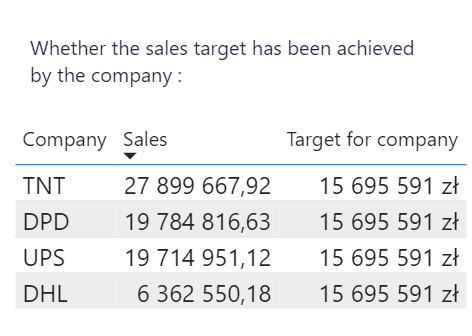 Whether the sales target has been achieved
by the company :
Company Sales Target for company
TNT 27 899 667,92 15 695 591 zł
DPD 19 784 816,63 15 695 591 zł
UPS 19 714 951,12 15 695 591 zł
DHL 6 362 550,18 15 695 591 zł